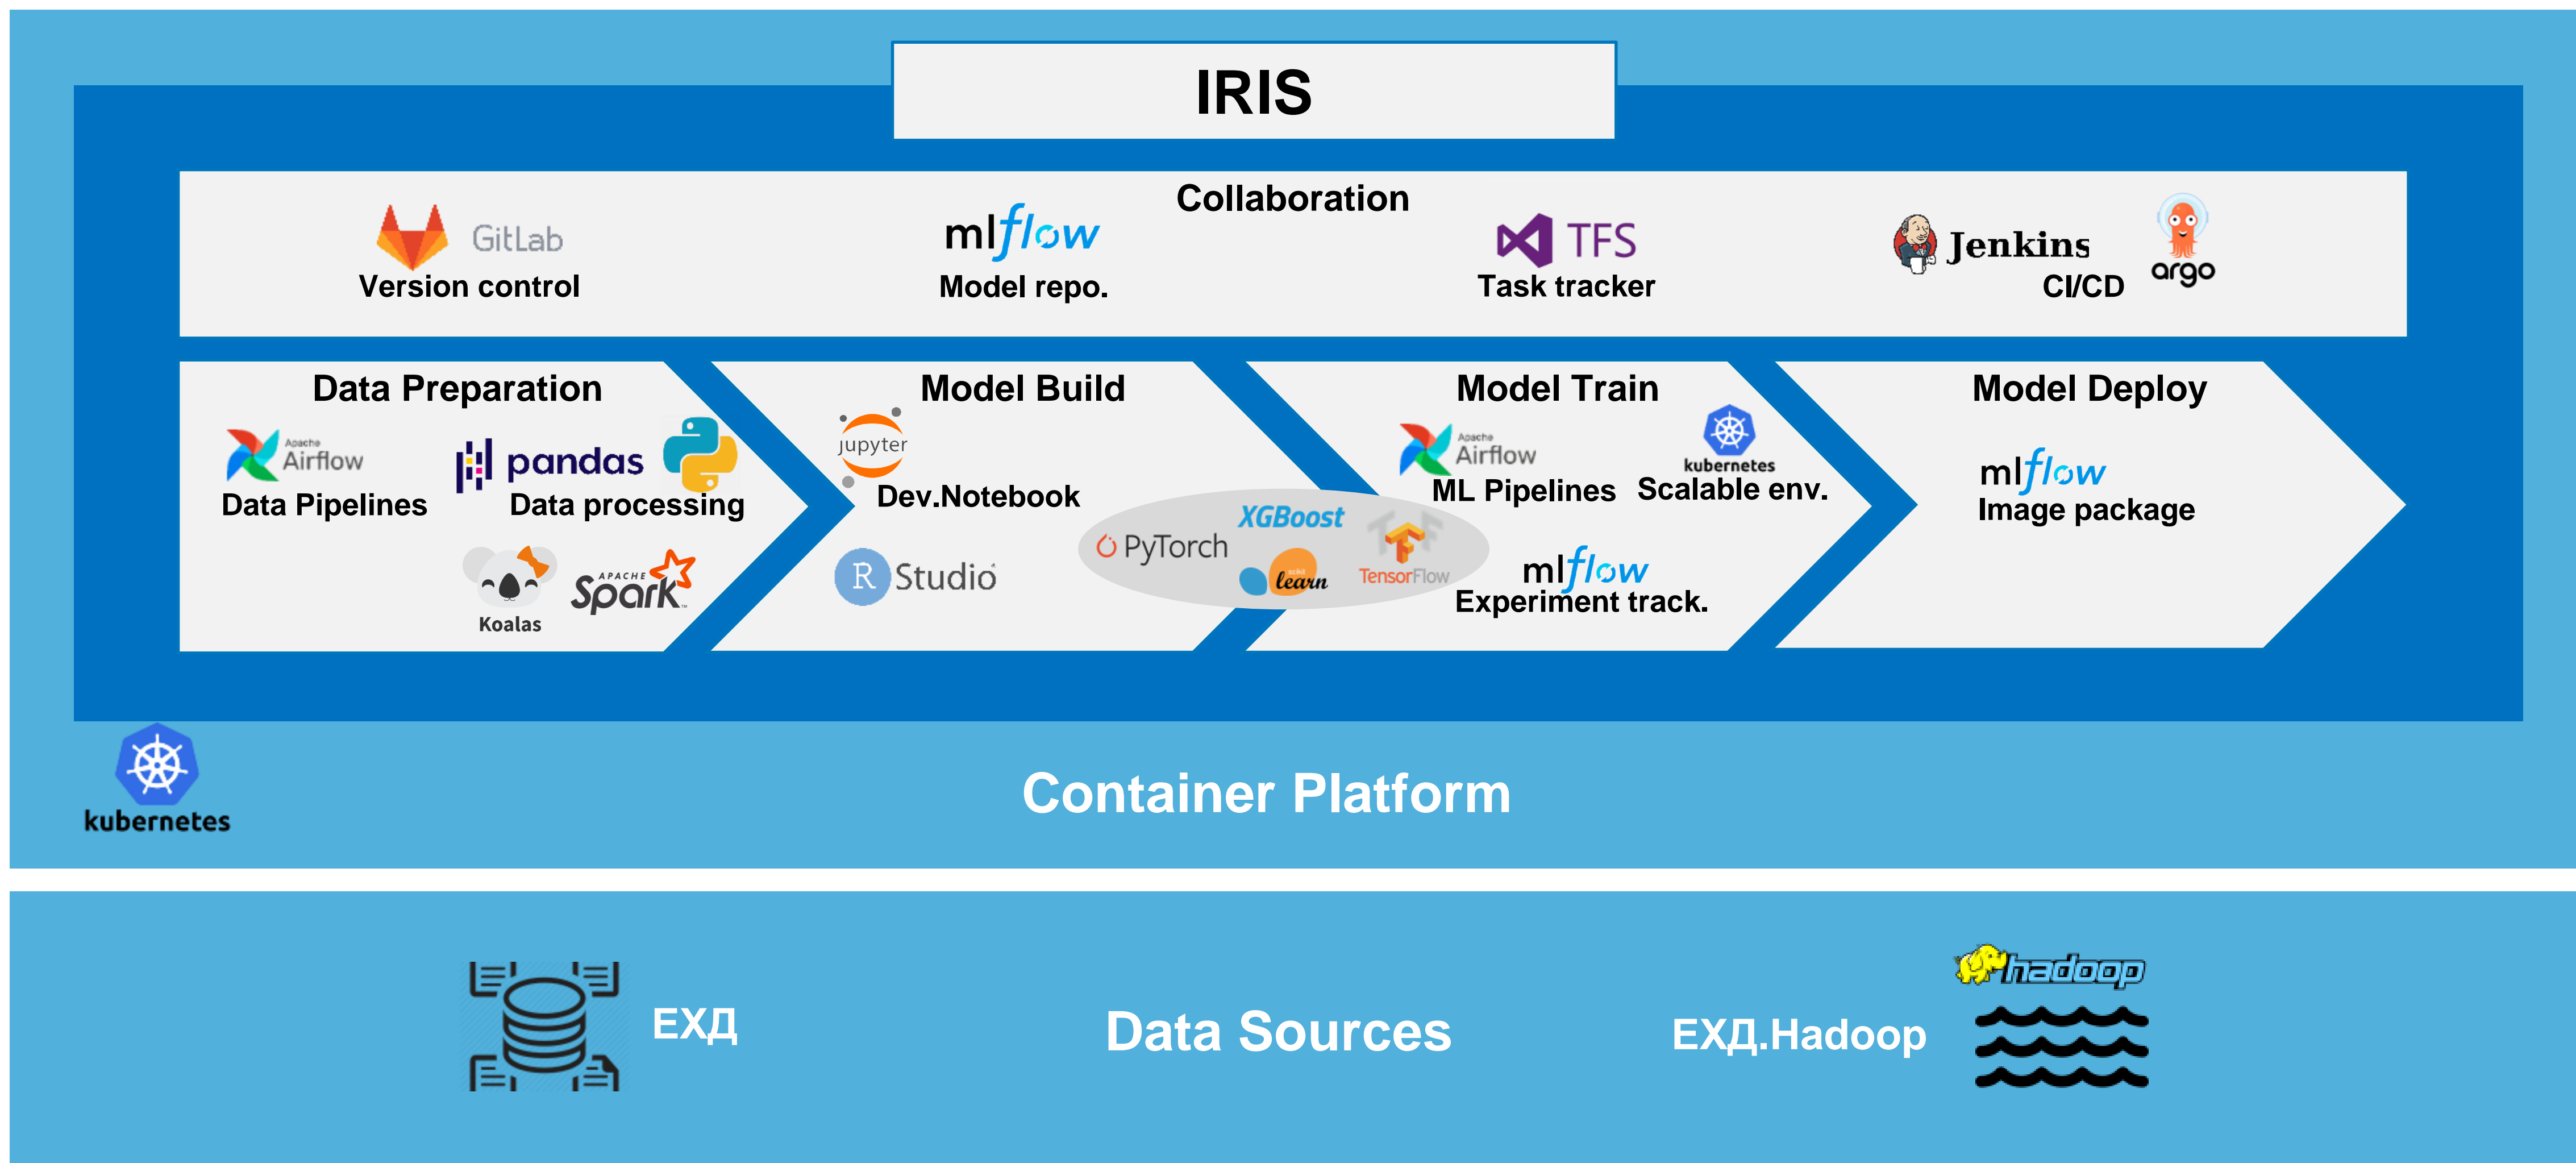 IRIS
Collaboration
GitLab
Version control
mlflow
Model repo.
TFS
Task tracker
Jenkins
argo
CI/CD
Data Preparation
Apache
Airflow
Data Pipelines
pandas
Data processing
Koalas
APACHE
Spark
Model Build
jupyter
Dev.Notebook
R Studio
PyTorch
XGBoost
scikit
learn
TensorFlow
Model Train
Apache
Airflow
ML Pipelines
kubernetes
Scalable env.
mlflow
Experiment track.
Model Deploy
mlflow
Image package
kubernetes
Container Platform
ЕХД
Data Sources
ЕХД.Hadoop
hadoop